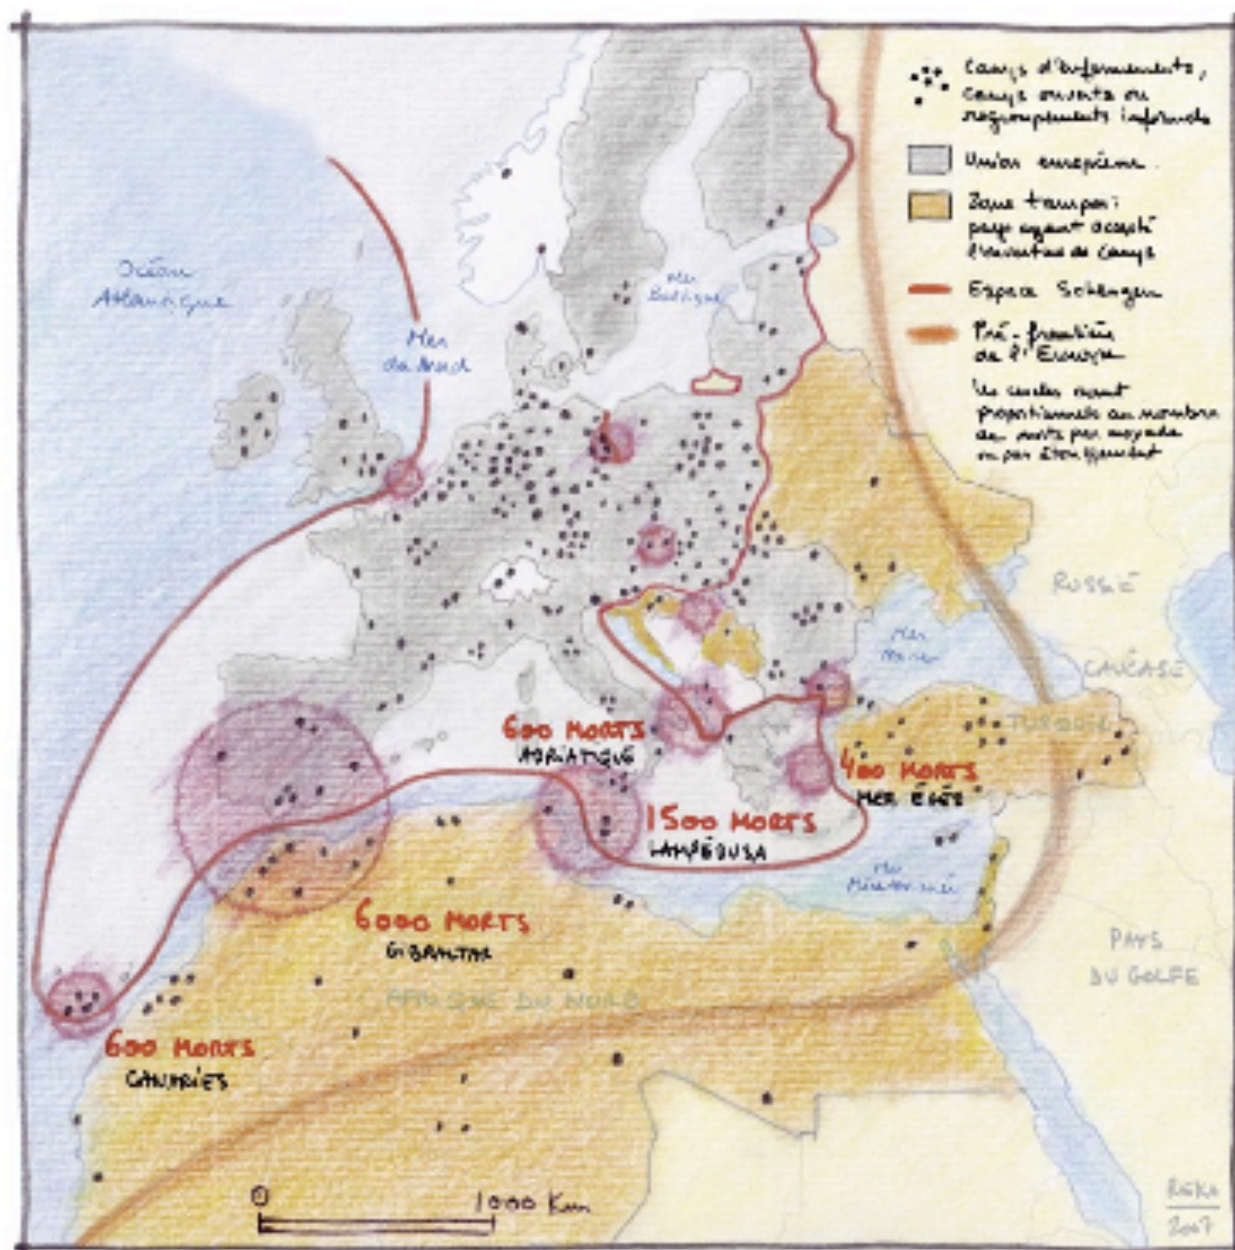 Camps d'enfermements,
camps ouverts ou
regroupements informels
Union européenne
Zone tampon :
pays ayant accepté
l'ouverture de camps
Espace Schengen
Pré-frontière
de l'Europe
Les cercles sont
proportionnels au nombre
de morts par noyade
ou par étouffement
Océan
Atlantique
Mer
du Nord
Mer
Baltique
RUSSIE
Mer
Noire
CAUCASE
TURQUIE
600 MORTS
ADRIATIQUE
400 MORTS
MER ÉGÉE
1500 MORTS
LAMPÉDUSA
Mer
6000 MORTS
GIBRALTAR
PAYS
DU GOLFE
AFRIQUE DU NORD
600 MORTS
CANARIES
0 1000 Km
REKA
2007